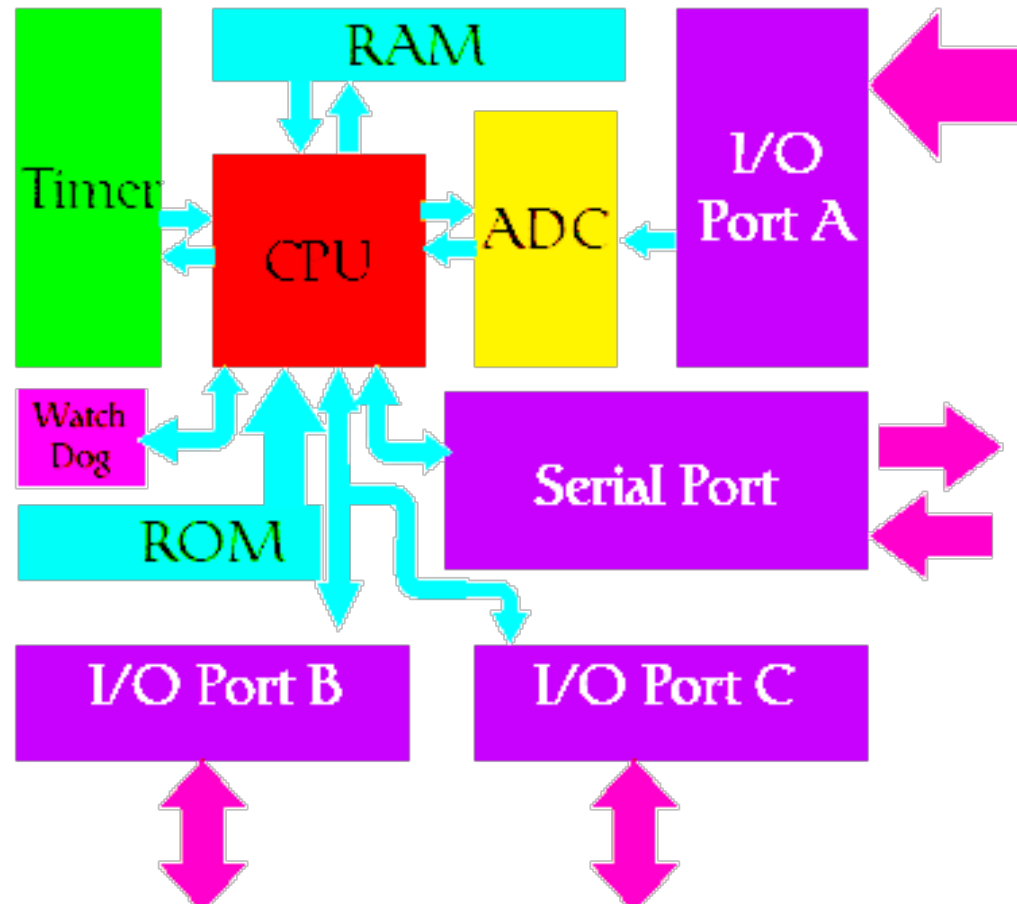 RAM
Timer
CPU
ADC
I/O
Port A
Watch
Dog
ROM
Serial Port
I/O Port B
I/O Port C